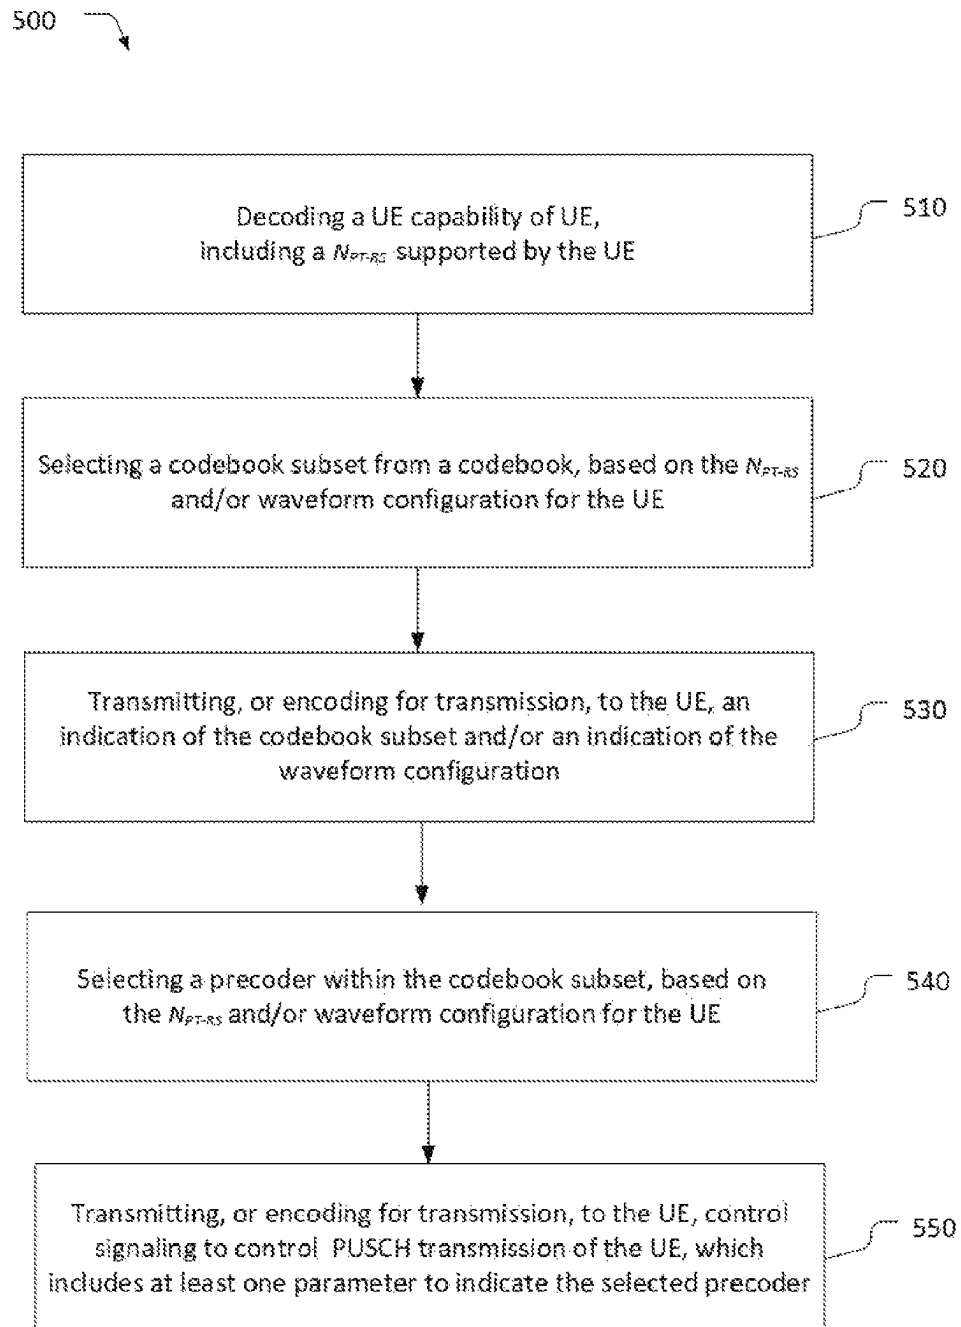 500
Decoding a UE capability of UE,
including a N_PT-RS supported by the UE
510
Selecting a codebook subset from a codebook, based on the N_PT-RS
and/or waveform configuration for the UE
520
Transmitting, or encoding for transmission, to the UE, an
indication of the codebook subset and/or an indication of the
waveform configuration
530
Selecting a precoder within the codebook subset, based on
the N_PT-RS and/or waveform configuration for the UE
540
Transmitting, or encoding for transmission, to the UE, control
signaling to control PUSCH transmission of the UE, which
includes at least one parameter to indicate the selected precoder
550